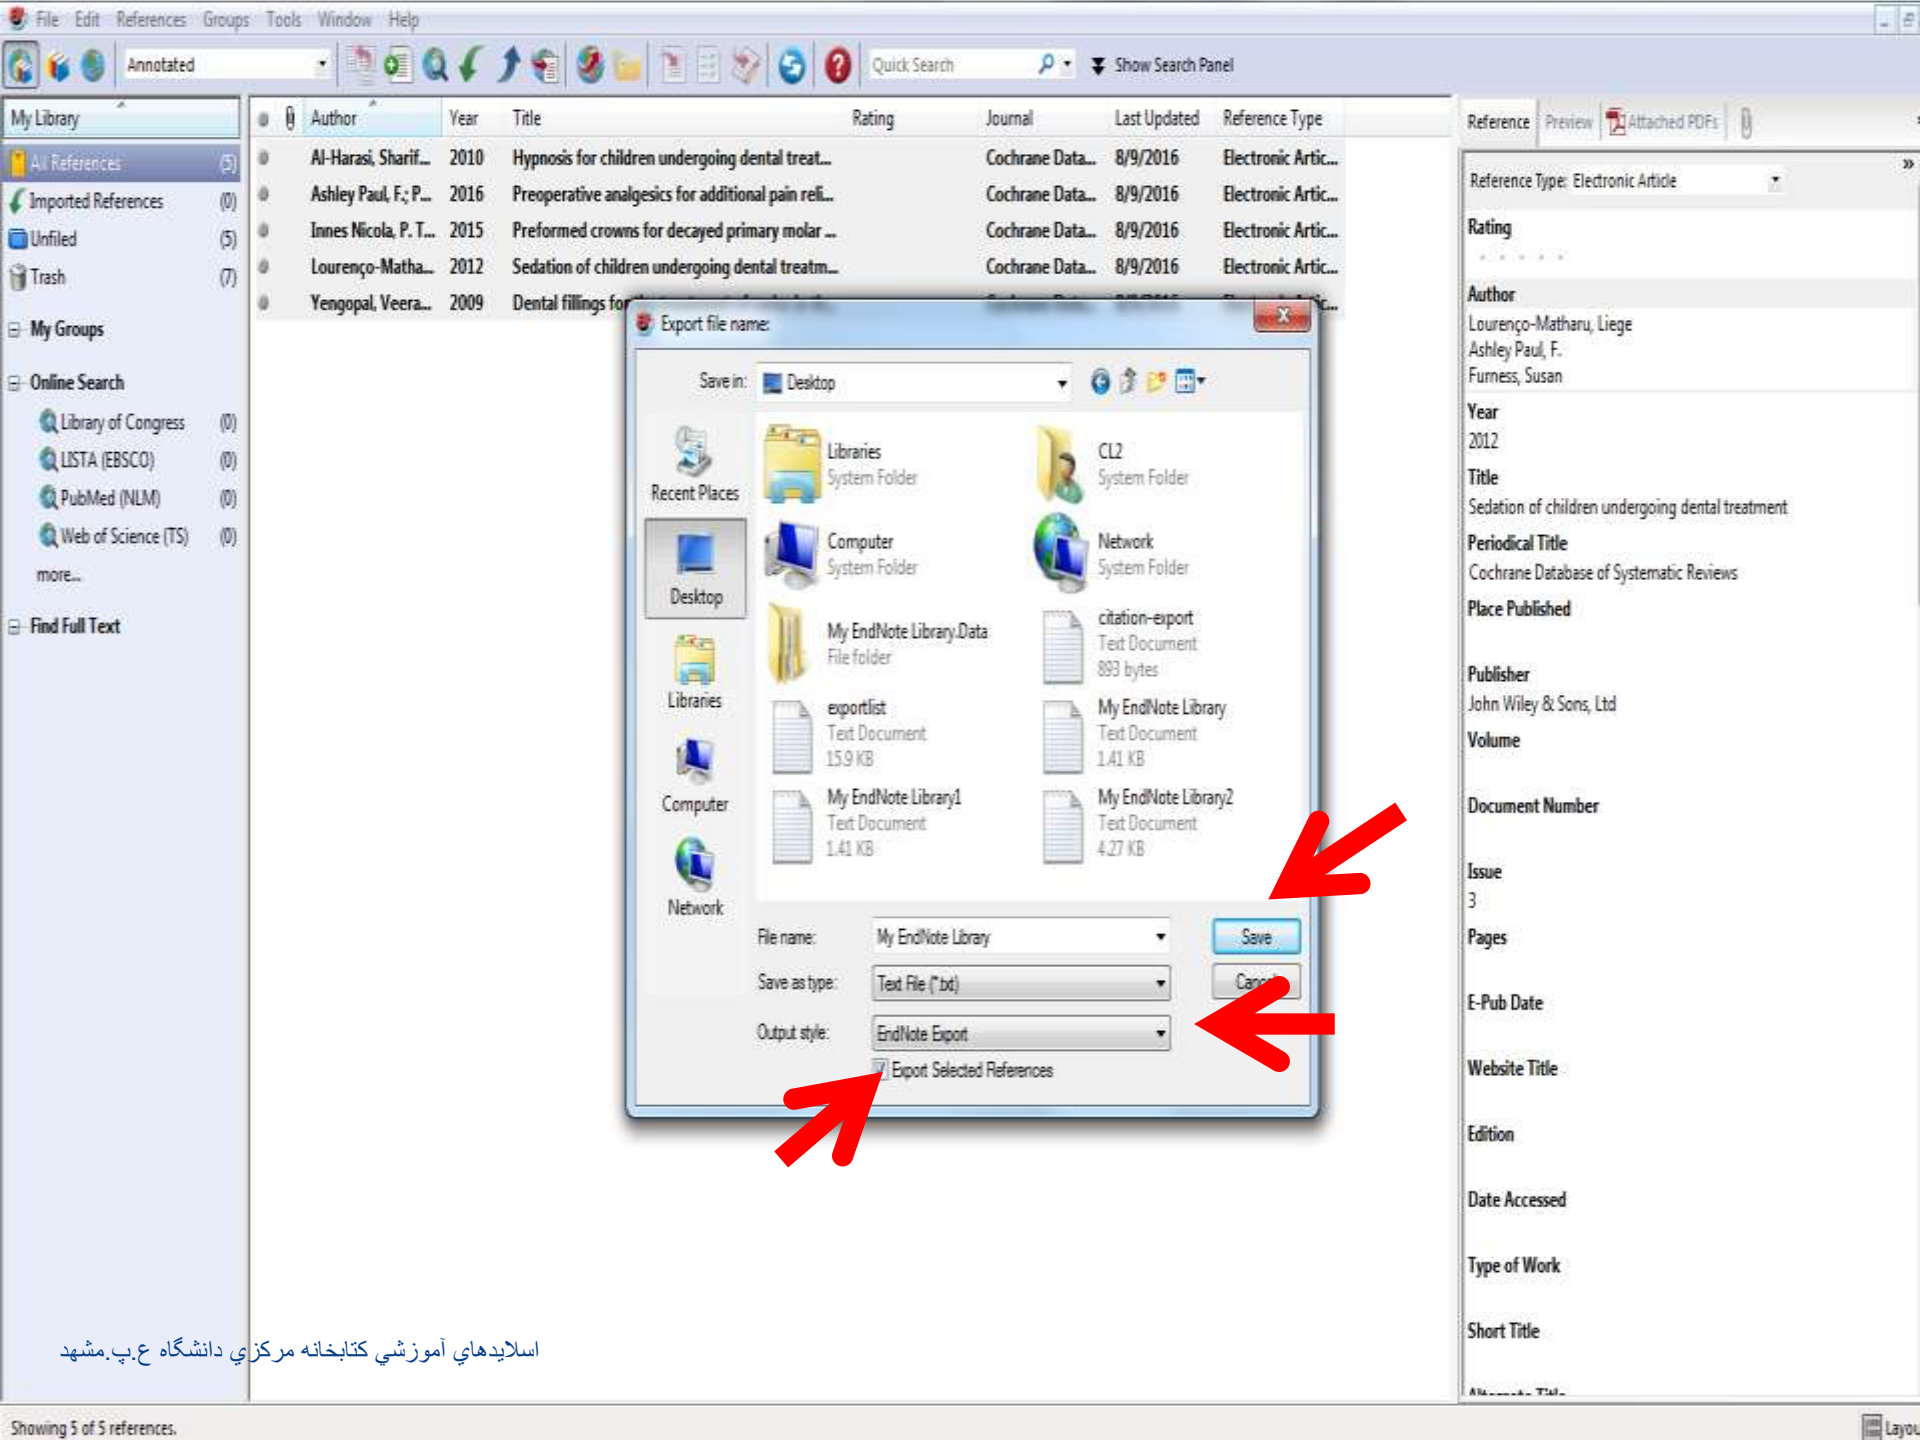 File Edit References Groups Tools Window Help
Annotated
Quick Search
Show Search Panel
My Library
All References (5)
Imported References (0)
Unfiled (5)
Trash (7)
My Groups
Online Search
Library of Congress (0)
LISTA (EBSCO) (0)
PubMed (NLM) (0)
Web of Science (TS) (0)
more...
Find Full Text
Author Year Title Rating Journal Last Updated Reference Type
Al-Harasi, Sharif... 2010 Hypnosis for children undergoing dental treat... Cochrane Data... 8/9/2016 Electronic Artic...
Ashley Paul, F.; P... 2016 Preoperative analgesics for additional pain reli... Cochrane Data... 8/9/2016 Electronic Artic...
Innes Nicola, P. T... 2015 Preformed crowns for decayed primary molar ... Cochrane Data... 8/9/2016 Electronic Artic...
Lourenço-Matha... 2012 Sedation of children undergoing dental treatm... Cochrane Data... 8/9/2016 Electronic Artic...
Yengopal, Veera... 2009 Dental fillings for
Export file name:
Save in: Desktop
Recent Places
Desktop
Libraries
Computer
Network
Libraries
System Folder
CL2
System Folder
Computer
System Folder
Network
System Folder
My EndNote Library.Data
File folder
citation-export
Text Document
893 bytes
exportlist
Text Document
15.9 KB
My EndNote Library
Text Document
1.41 KB
My EndNote Library1
Text Document
1.41 KB
My EndNote Library2
Text Document
4.27 KB
File name: My EndNote Library Save
Save as type: Text File (*.txt)
Output style: EndNote Export
Export Selected References
Reference Preview Attached PDFs
Reference Type: Electronic Article
Rating
Author
Lourenço-Matharu, Liege
Ashley Paul, F.
Furness, Susan
Year
2012
Title
Sedation of children undergoing dental treatment
Periodical Title
Cochrane Database of Systematic Reviews
Place Published
Publisher
John Wiley & Sons, Ltd
Volume
Document Number
Issue
3
Pages
E-Pub Date
Website Title
Edition
Date Accessed
Type of Work
Short Title
Alternate Title
اسلايدهاي آموزشي كتابخانه مركزي دانشگاه ع.پ.مشهد
Showing 5 of 5 references.
Layou